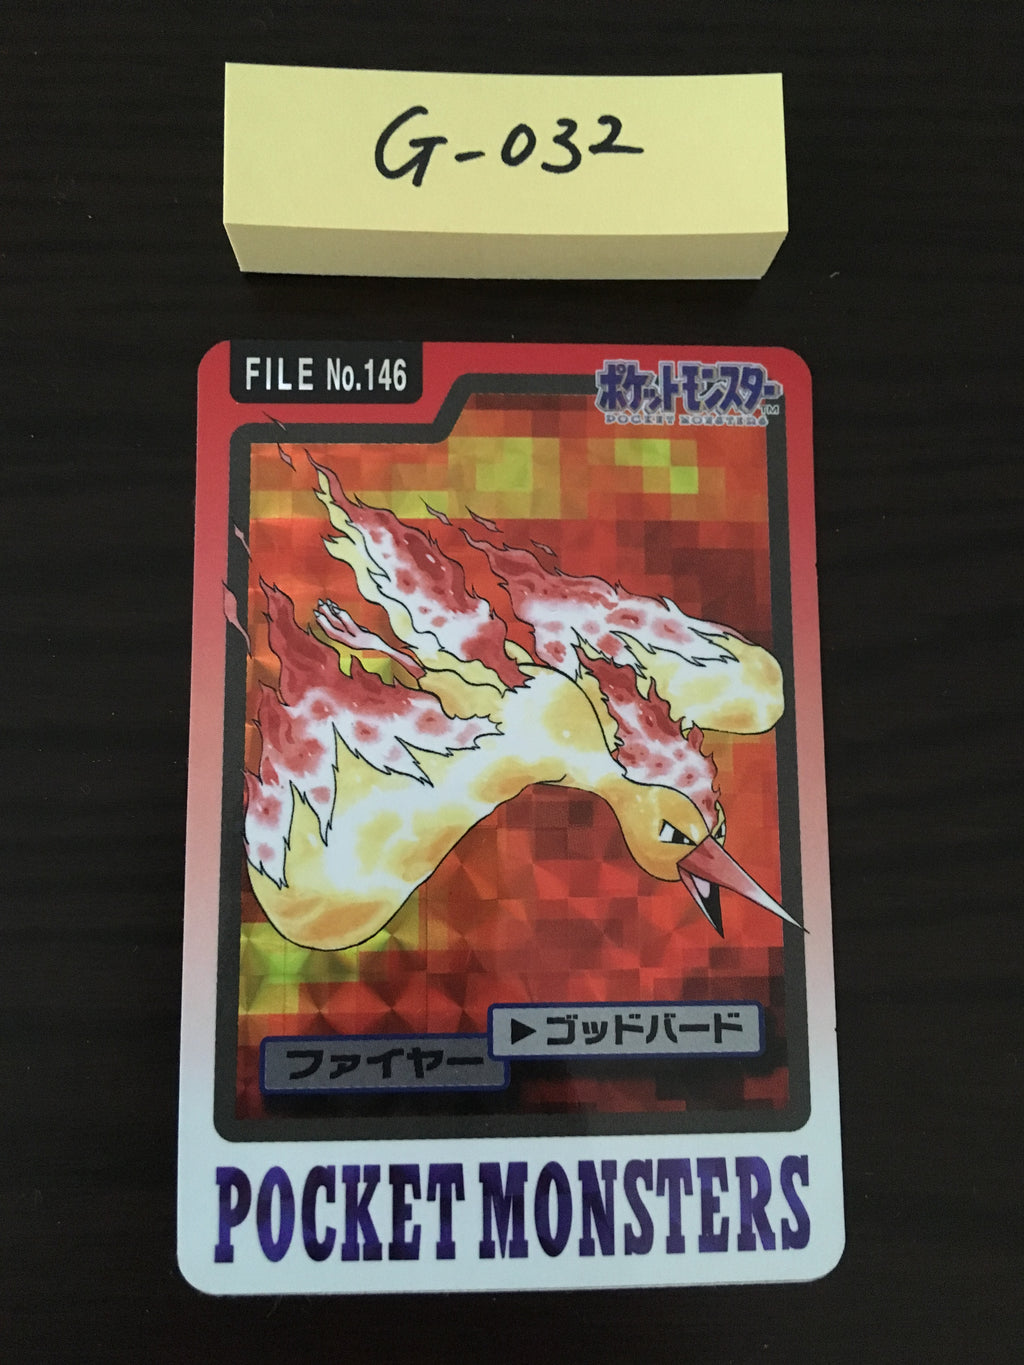 G-032
FILE No.146
ポケットモンスター
TM
POCKET MONSTERS
▶ゴッドバード
ファイヤー
POCKET MONSTERS